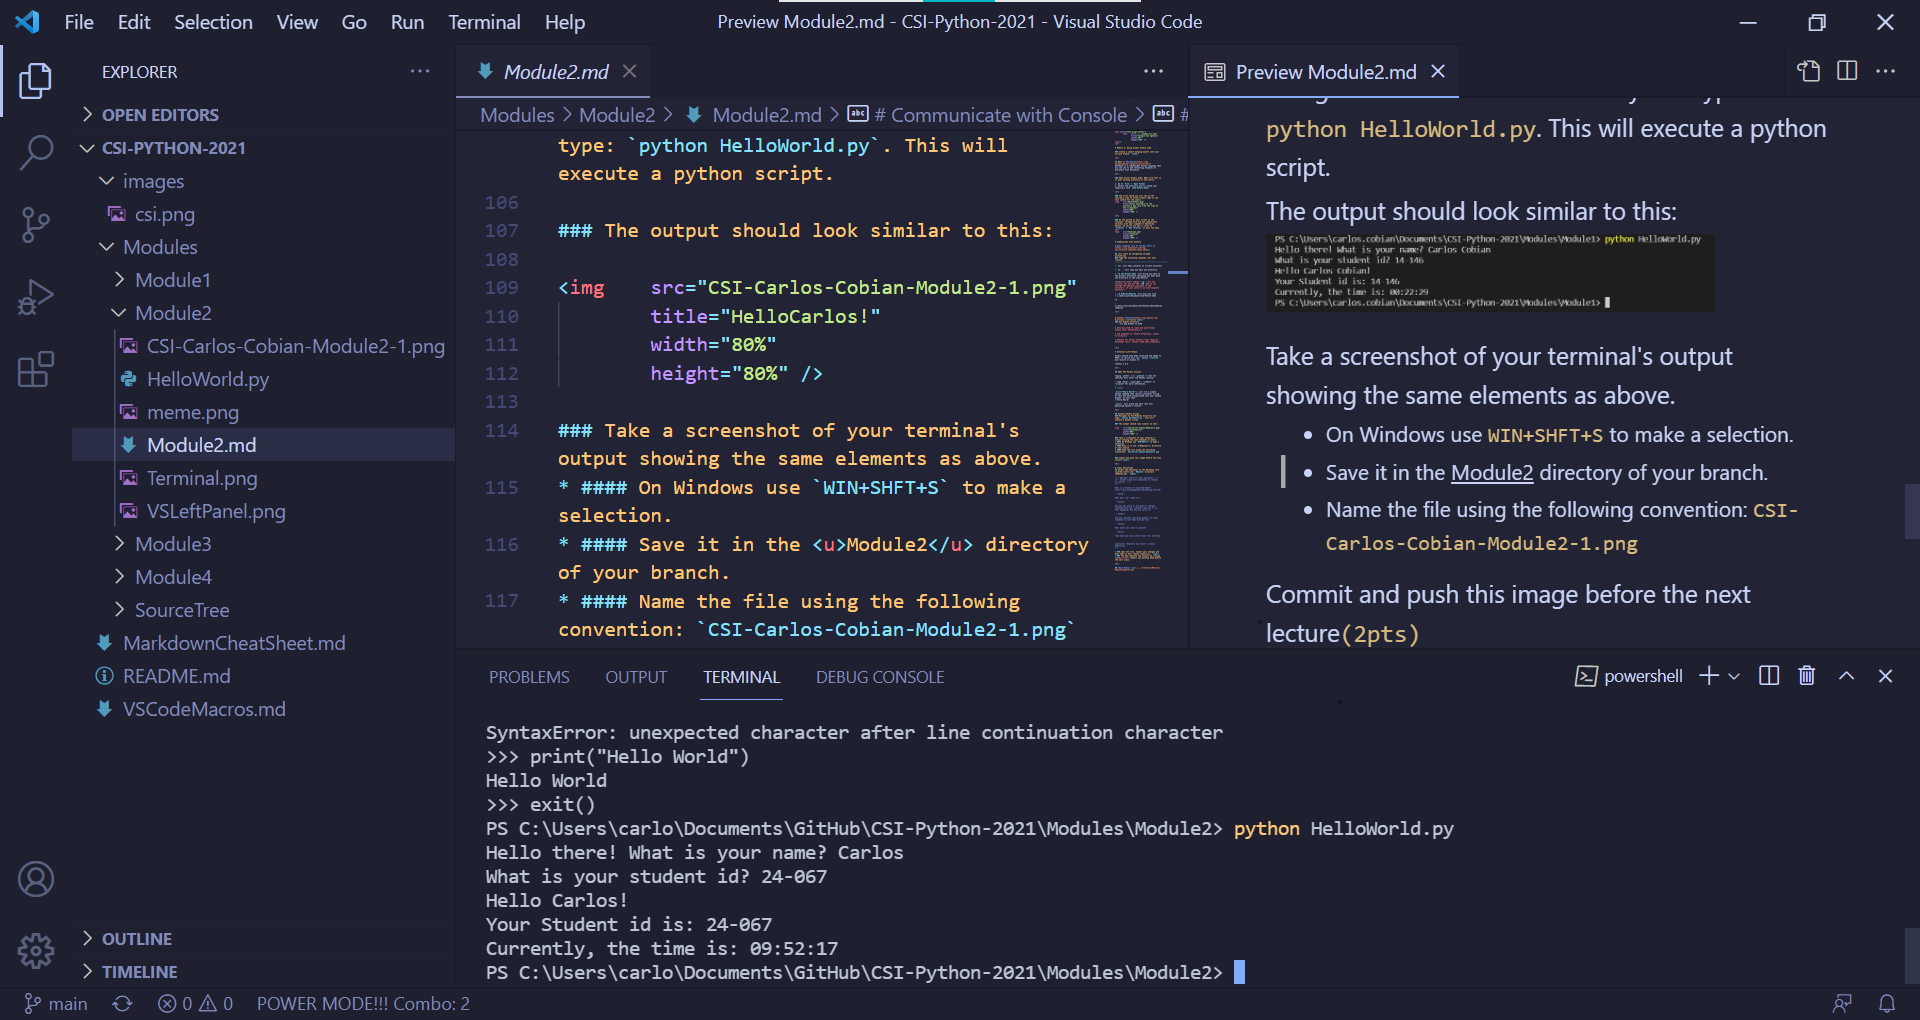 File Edit Selection View Go Run Terminal Help
Preview Module2.md - CSI-Python-2021 - Visual Studio Code
EXPLORER
OPEN EDITORS
CSI-PYTHON-2021
images
csi.png
Modules
Module1
Module2
CSI-Carlos-Cobian-Module2-1.png
HelloWorld.py
meme.png
Module2.md
Terminal.png
VSLeftPanel.png
Module3
Module4
SourceTree
MarkdownCheatSheet.md
README.md
VSCodeMacros.md
OUTLINE
TIMELINE
Module2.md
Modules > Module2 > Module2.md > # Communicate with Console > #
type: `python HelloWorld.py`. This will
execute a python script.
106
107 ### The output should look similar to this:
108
109 <img src="CSI-Carlos-Cobian-Module2-1.png"
110 title="HelloCarlos!"
111 width="80%"
112 height="80%" />
113
114 ### Take a screenshot of your terminal's
output showing the same elements as above.
115 * #### On Windows use `WIN+SHFT+S` to make a
selection.
116 * #### Save it in the <u>Module2</u> directory
of your branch.
117 * #### Name the file using the following
convention: `CSI-Carlos-Cobian-Module2-1.png`
Preview Module2.md
python HelloWorld.py. This will execute a python
script.
The output should look similar to this:
PS C:\Users\carlos.cobian\Documents\CSI-Python-2021\Modules\Module1> python HelloWorld.py
Hello there! What is your name? Carlos Cobian
What is your student id? 14-146
Hello Carlos Cobian!
Your Student id is: 14-146
Currently, the time is: 00:22:29
PS C:\Users\carlos.cobian\Documents\CSI-Python-2021\Modules\Module1>
Take a screenshot of your terminal's output
showing the same elements as above.
• On Windows use WIN+SHFT+S to make a selection.
• Save it in the Module2 directory of your branch.
• Name the file using the following convention: CSI-
Carlos-Cobian-Module2-1.png
Commit and push this image before the next
lecture(2pts)
PROBLEMS OUTPUT TERMINAL DEBUG CONSOLE
powershell
SyntaxError: unexpected character after line continuation character
>>> print("Hello World")
Hello World
>>> exit()
PS C:\Users\carlo\Documents\GitHub\CSI-Python-2021\Modules\Module2> python HelloWorld.py
Hello there! What is your name? Carlos
What is your student id? 24-067
Hello Carlos!
Your Student id is: 24-067
Currently, the time is: 09:52:17
PS C:\Users\carlo\Documents\GitHub\CSI-Python-2021\Modules\Module2>
main 0 0 POWER MODE!!! Combo: 2